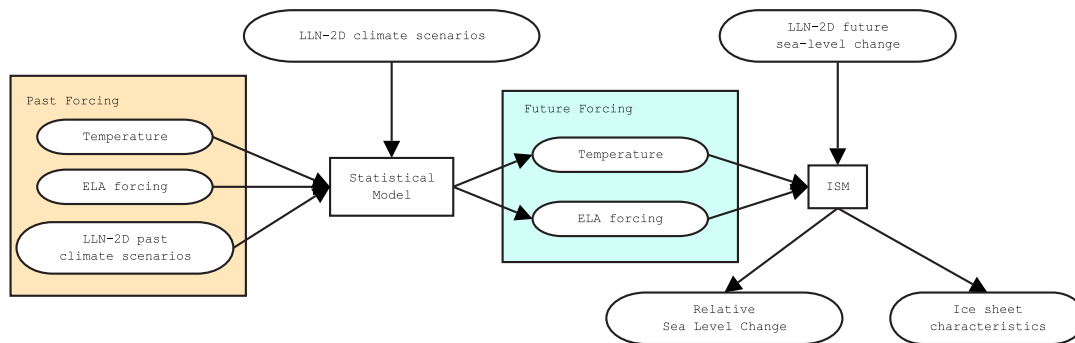 LLN-2D climate scenarios
LLN-2D future
sea-level change
Past Forcing
Temperature
ELA forcing
LLN-2D past
climate scenarios
Statistical
Model
Future Forcing
Temperature
ELA forcing
ISM
Relative
Sea Level Change
Ice sheet
characteristics